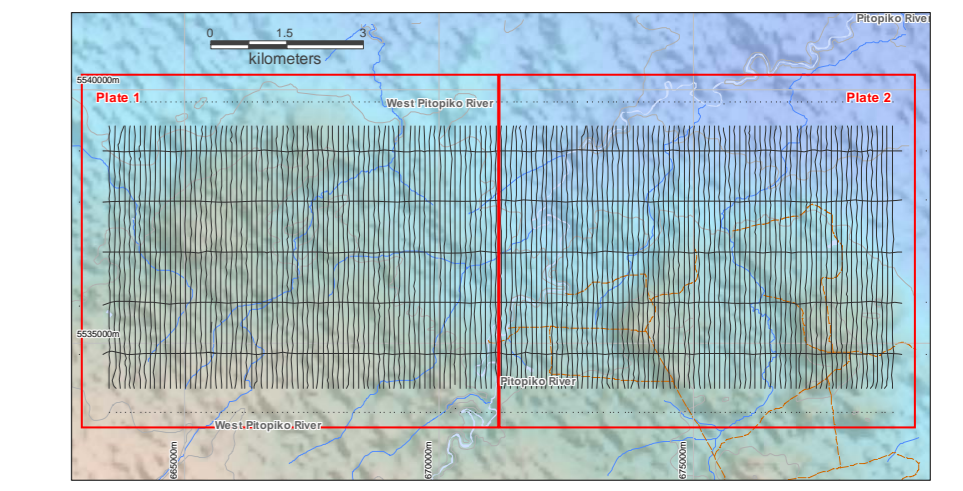 Pitopiko River
0 1.5 3
kilometers
5540000m
Plate 1
West Pitopiko River
Plate 2
5535000m
Pitopiko River
West Pitopiko River
665000m
670000m
675000m